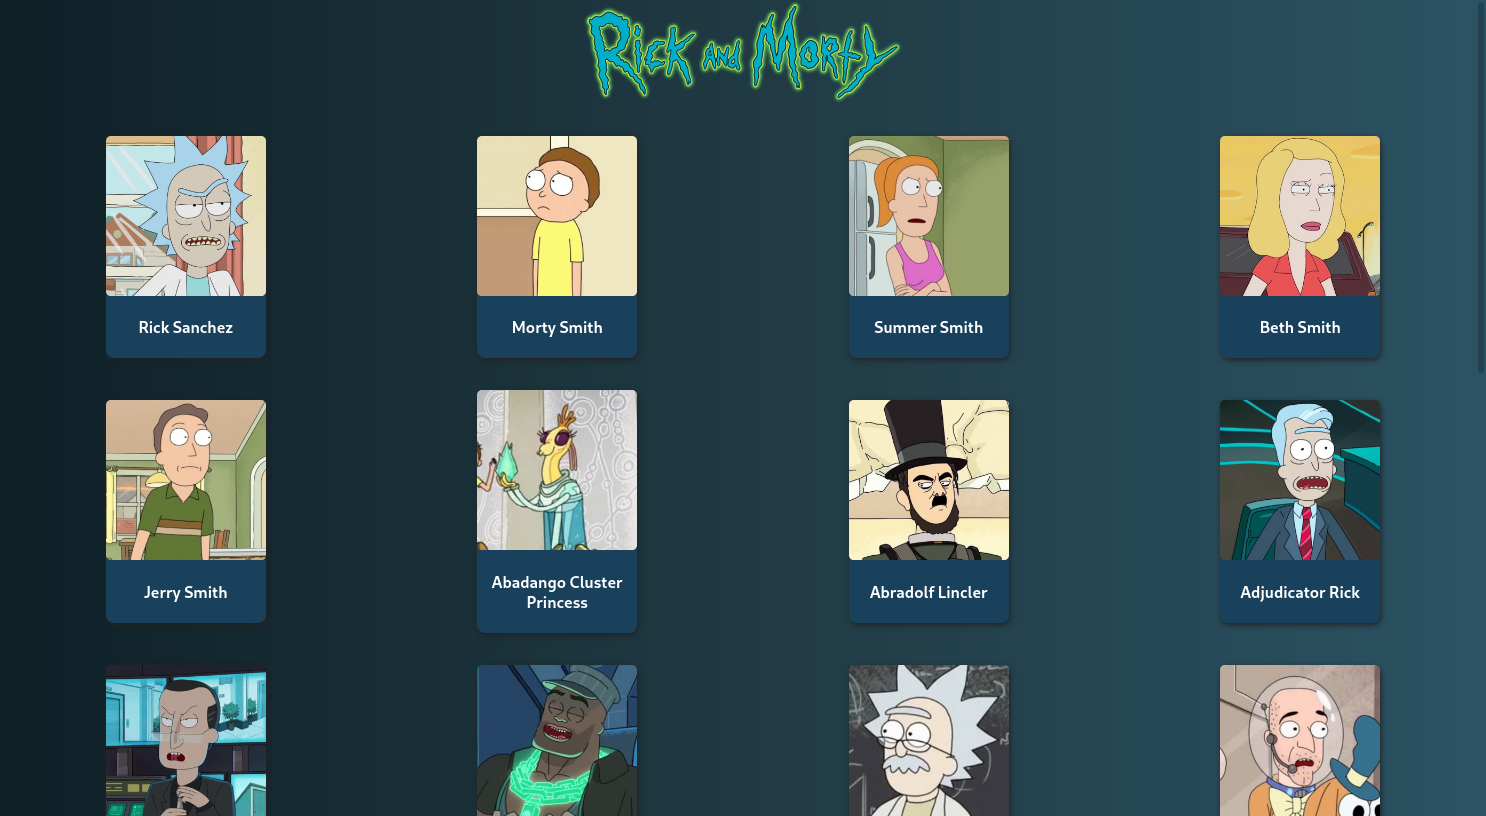 Rick and Morty
Rick Sanchez
Morty Smith
Summer Smith
Beth Smith
Jerry Smith
Abadango Cluster
Princess
Abradolf Lincler
Adjudicator Rick